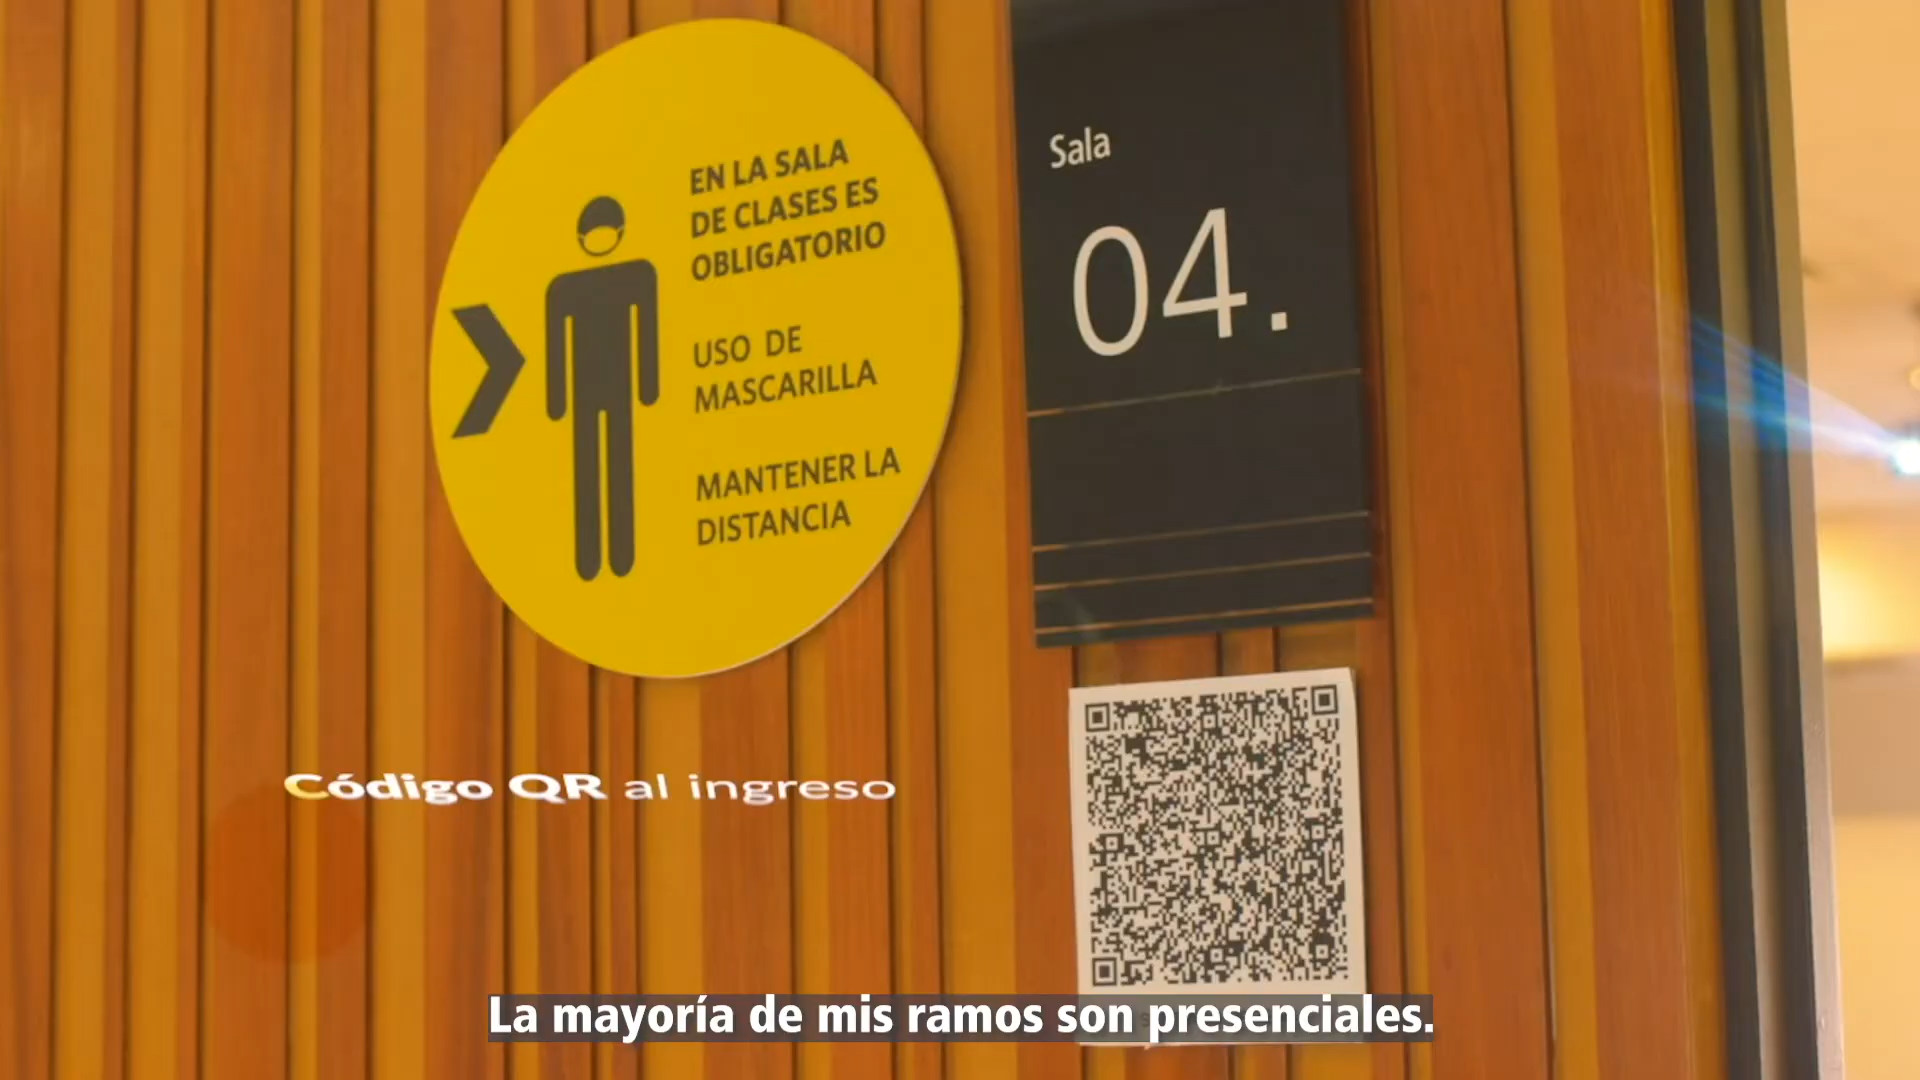 EN LA SALA
DE CLASES ES
OBLIGATORIO
USO DE
MASCARILLA
MANTENER LA
DISTANCIA
Sala
04.
Código QR al ingreso
La mayoría de mis ramos son presenciales.